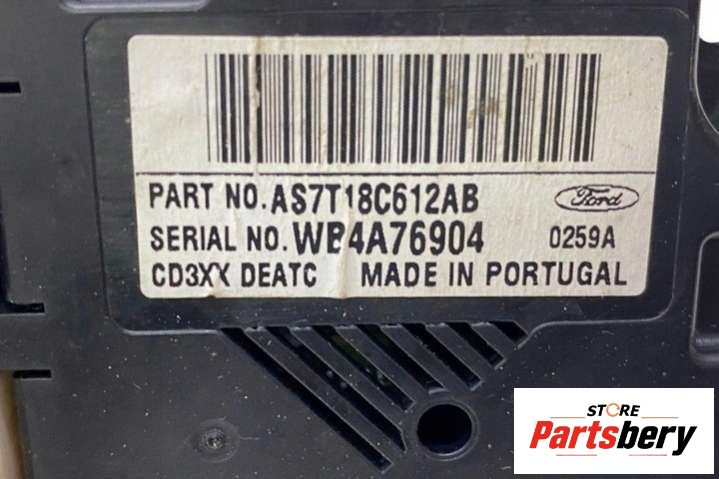 PART NO. AS7T18C612AB
Ford
SERIAL NO. WB4A76904
0259A
CD3XX DEATC MADE IN PORTUGAL
STORE
Partsbery